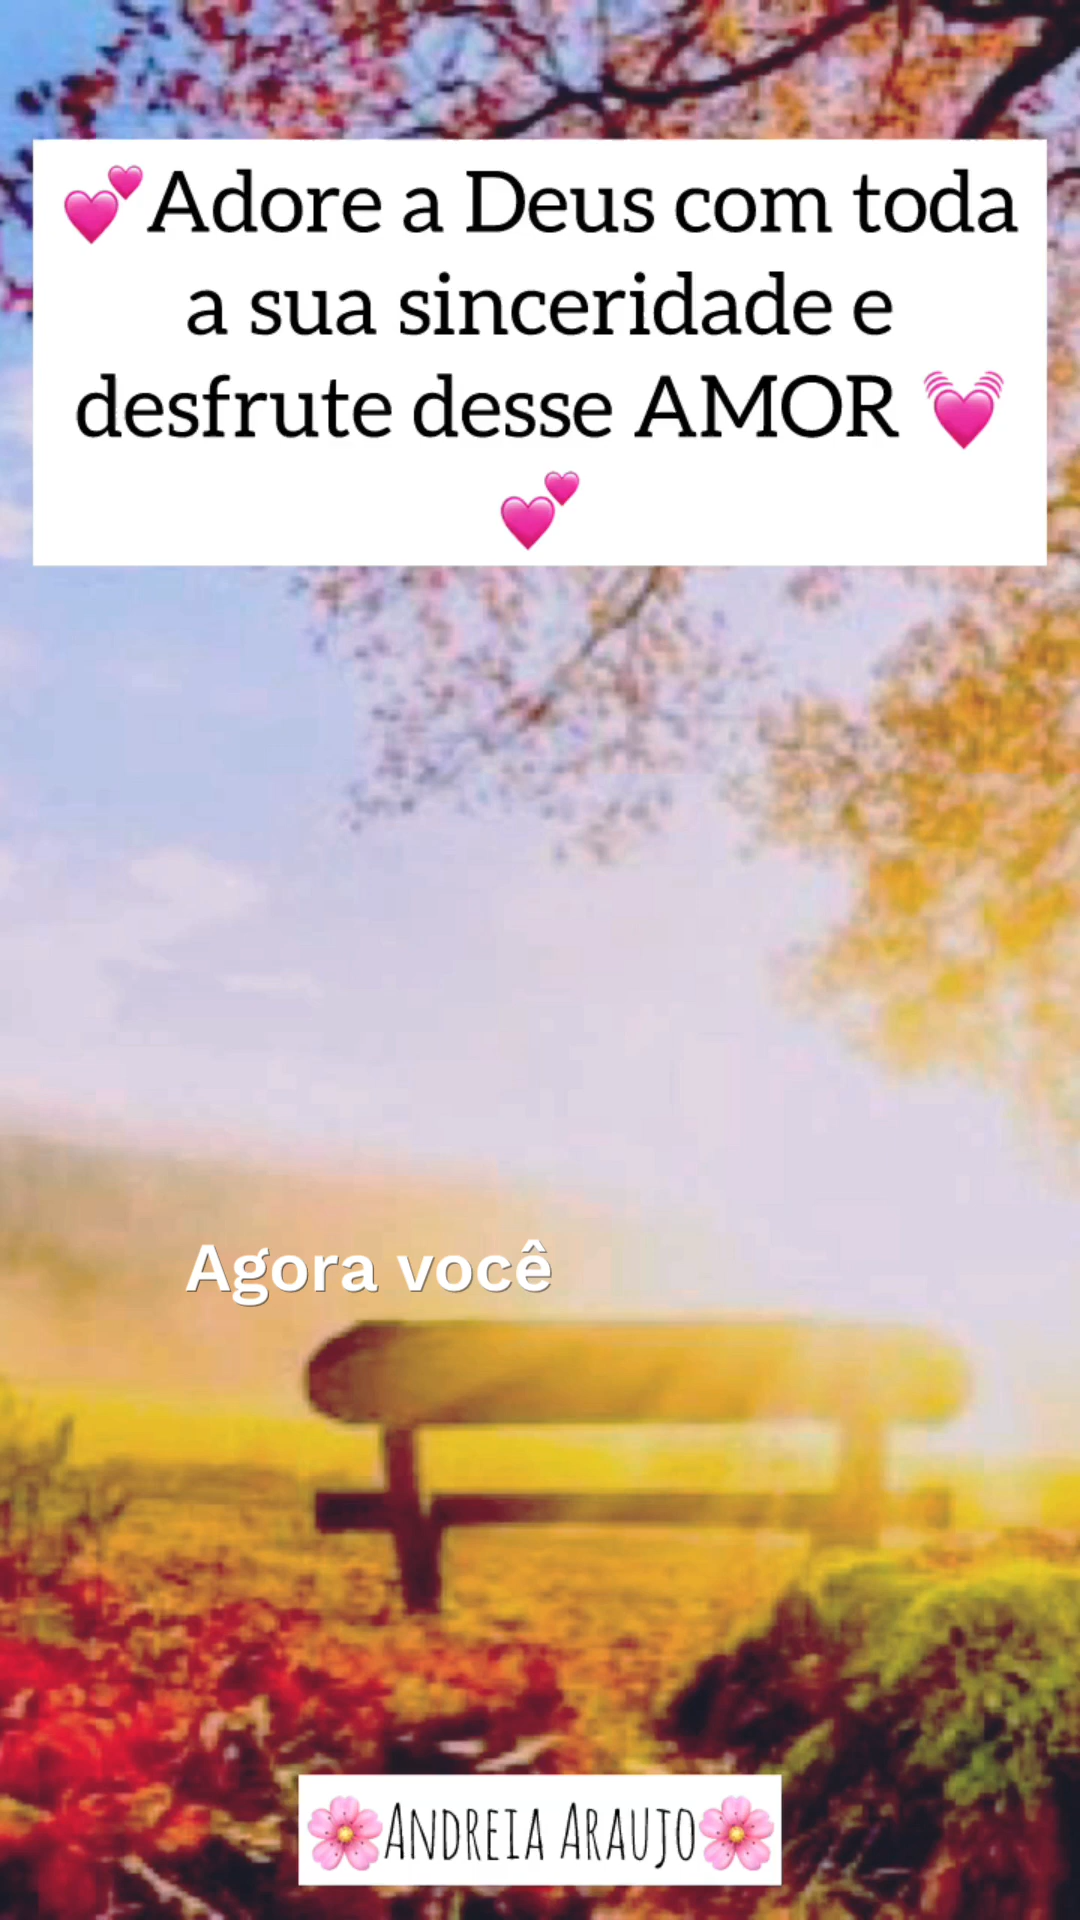 💕Adore a Deus com toda
a sua sinceridade e
desfrute desse AMOR 💓
💕
Agora você
🌸Andreia Araujo🌸